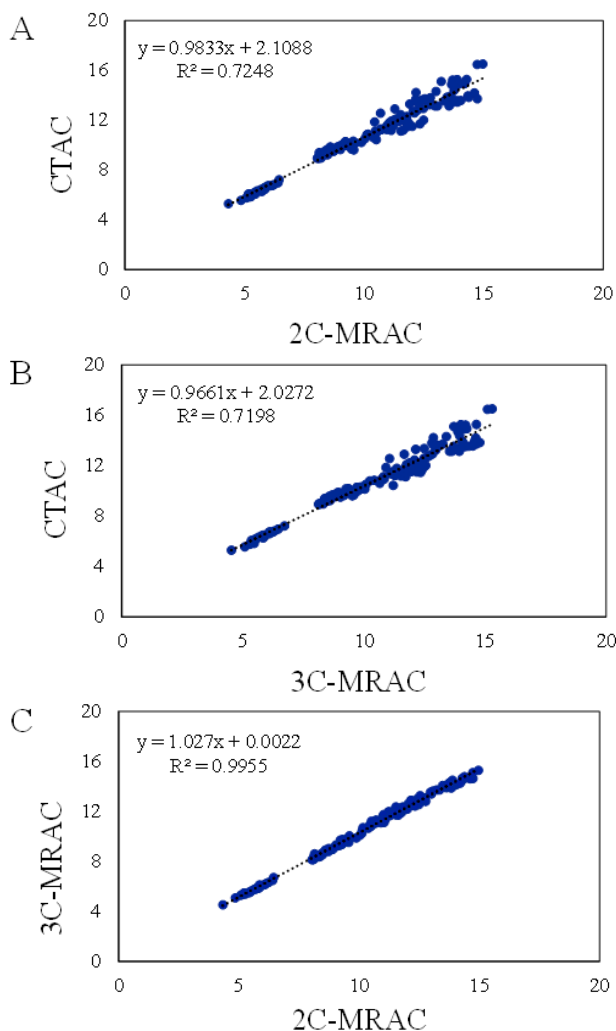 A
y = 0.9833x + 2.1088
R² = 0.7248
CTAC
20
16
12
8
4
0
0 5 10 15 20
2C-MRAC
B
y = 0.9661x + 2.0272
R² = 0.7198
CTAC
20
16
12
8
4
0
0 5 10 15 20
3C-MRAC
C
y = 1.027x + 0.0022
R² = 0.9955
3C-MRAC
20
16
12
8
4
0
0 5 10 15 20
2C-MRAC